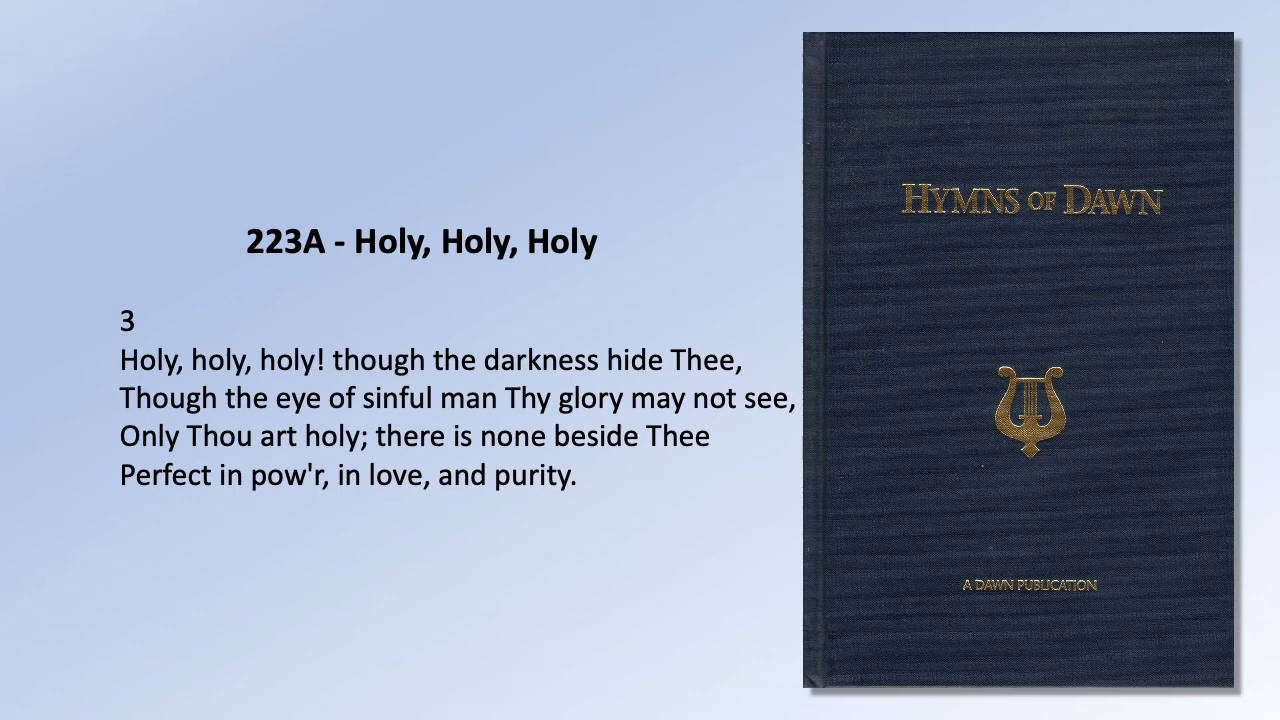 223A - Holy, Holy, Holy
3
Holy, holy, holy! though the darkness hide Thee,
Though the eye of sinful man Thy glory may not see,
Only Thou art holy; there is none beside Thee
Perfect in pow'r, in love, and purity.
HYMNS OF DAWN
A DAWN PUBLICATION